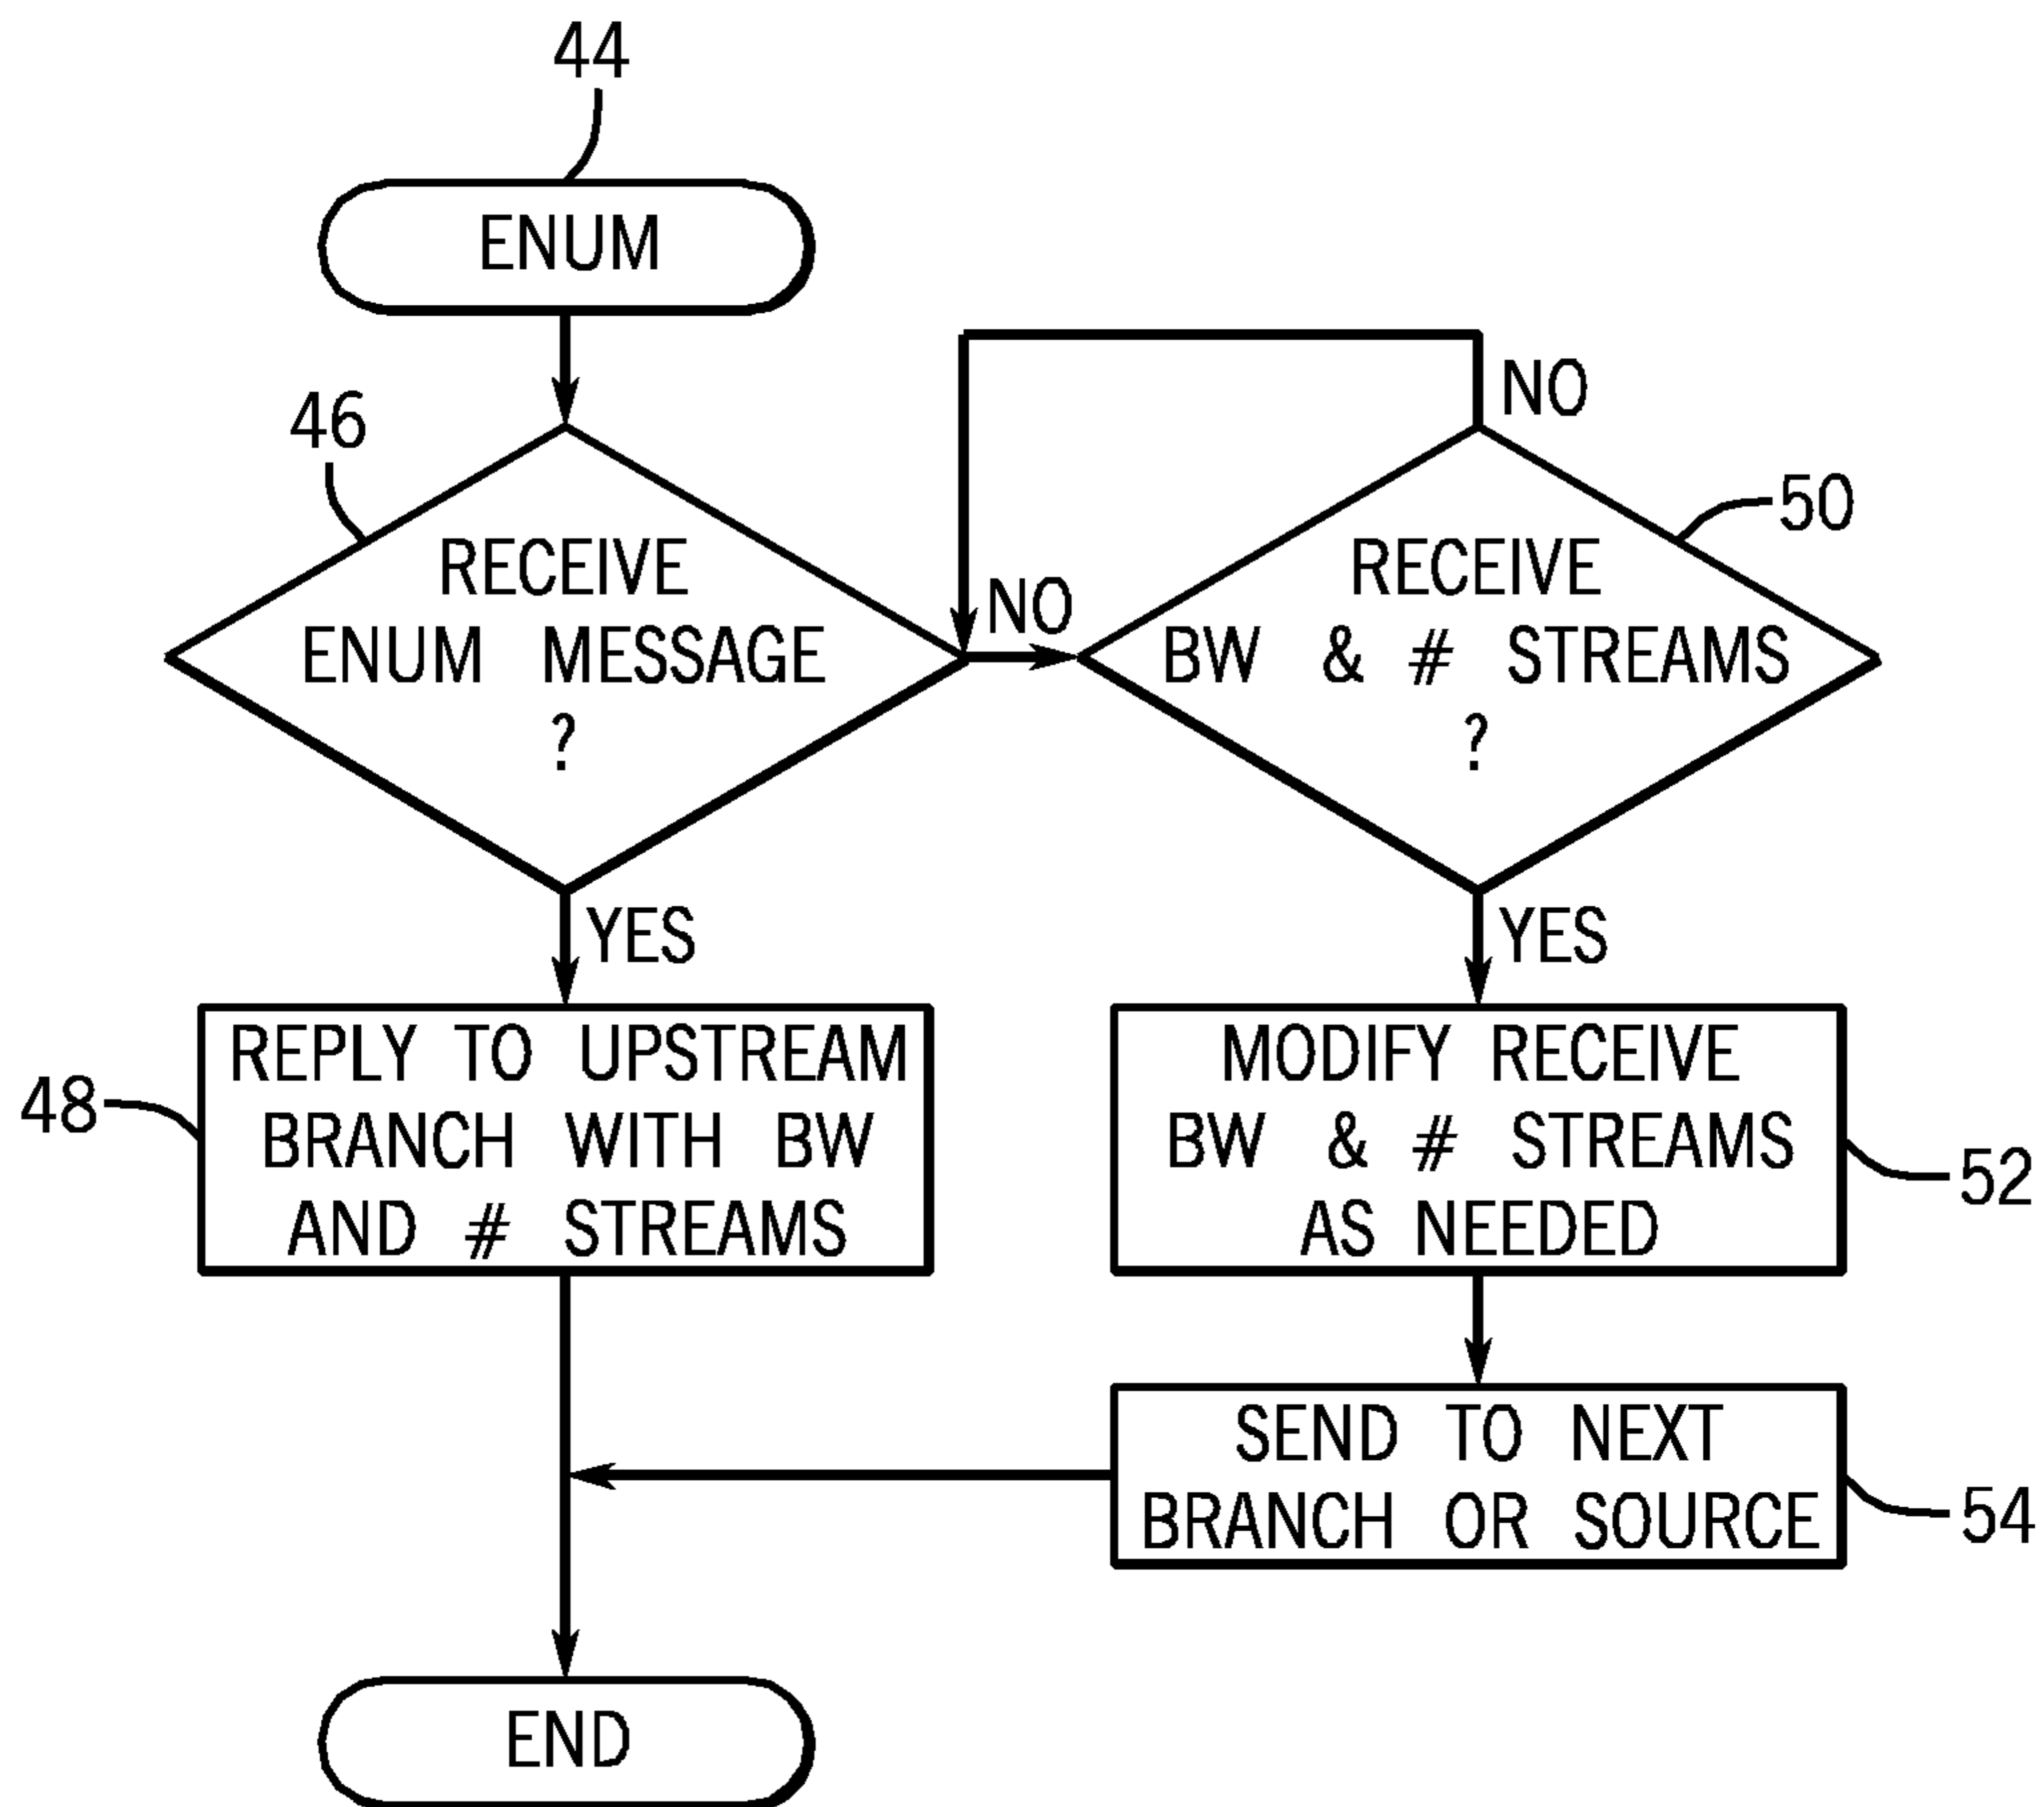 44
ENUM
46
RECEIVE
ENUM MESSAGE
?
NO
NO
50
RECEIVE
BW & # STREAMS
?
YES
YES
48
REPLY TO UPSTREAM
BRANCH WITH BW
AND # STREAMS
MODIFY RECEIVE
BW & # STREAMS
AS NEEDED
52
SEND TO NEXT
BRANCH OR SOURCE
54
END